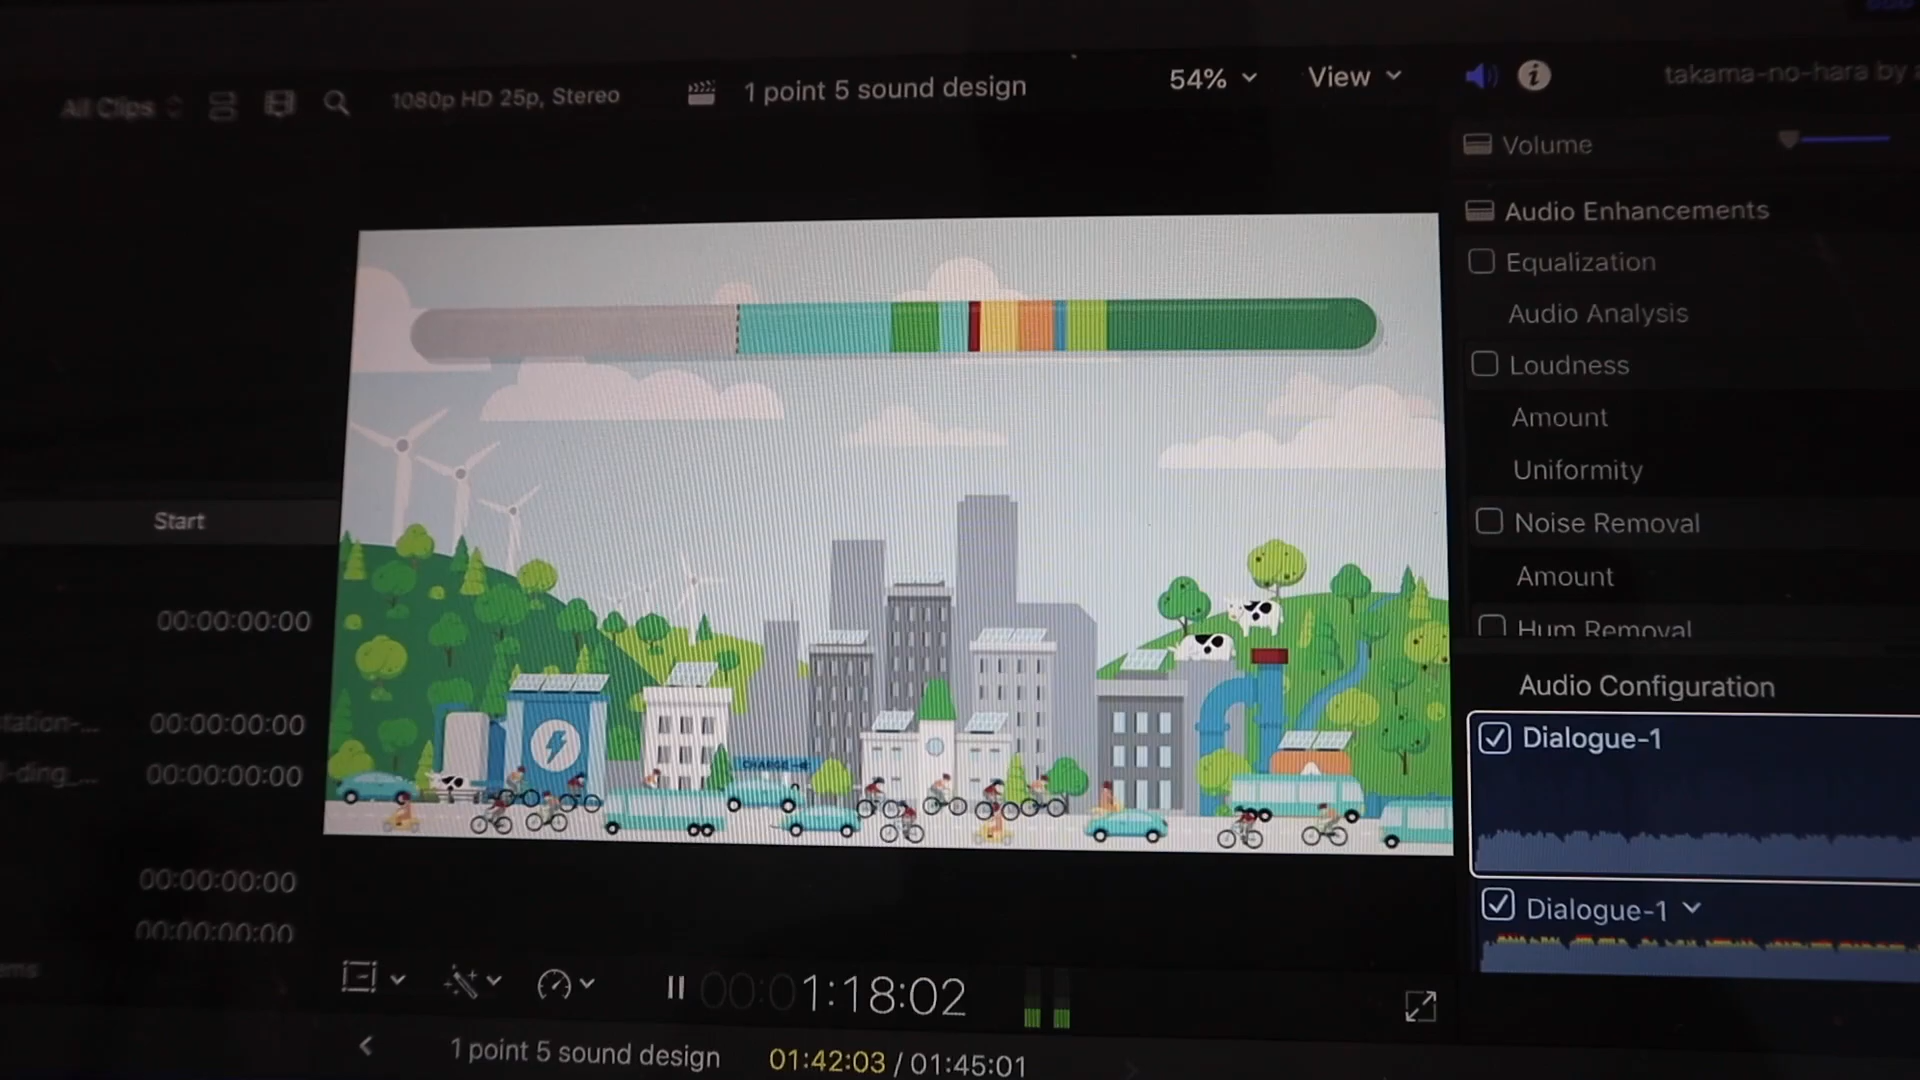 All Clips
1080p HD 25p, Stereo
1 point 5 sound design
54%
View
takama-no-hara by
Volume
Audio Enhancements
Equalization
Audio Analysis
Loudness
Amount
Uniformity
Noise Removal
Amount
Hum Removal
Audio Configuration
Dialogue-1
Dialogue-1
Start
00:00:00:00
00:00:00:00
00:00:00:00
00:00:00:00
00:00:00:00
CHARGE
00:01:18:02
1 point 5 sound design
01:42:03 / 01:45:01